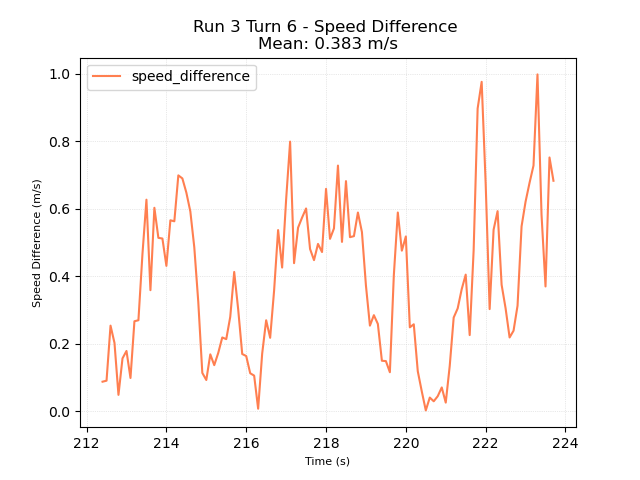 Run 3 Turn 6 - Speed Difference
Mean: 0.383 m/s
speed_difference
1.0
0.8
0.6
0.4
0.2
0.0
Speed Difference (m/s)
212 214 216 218 220 222 224
Time (s)